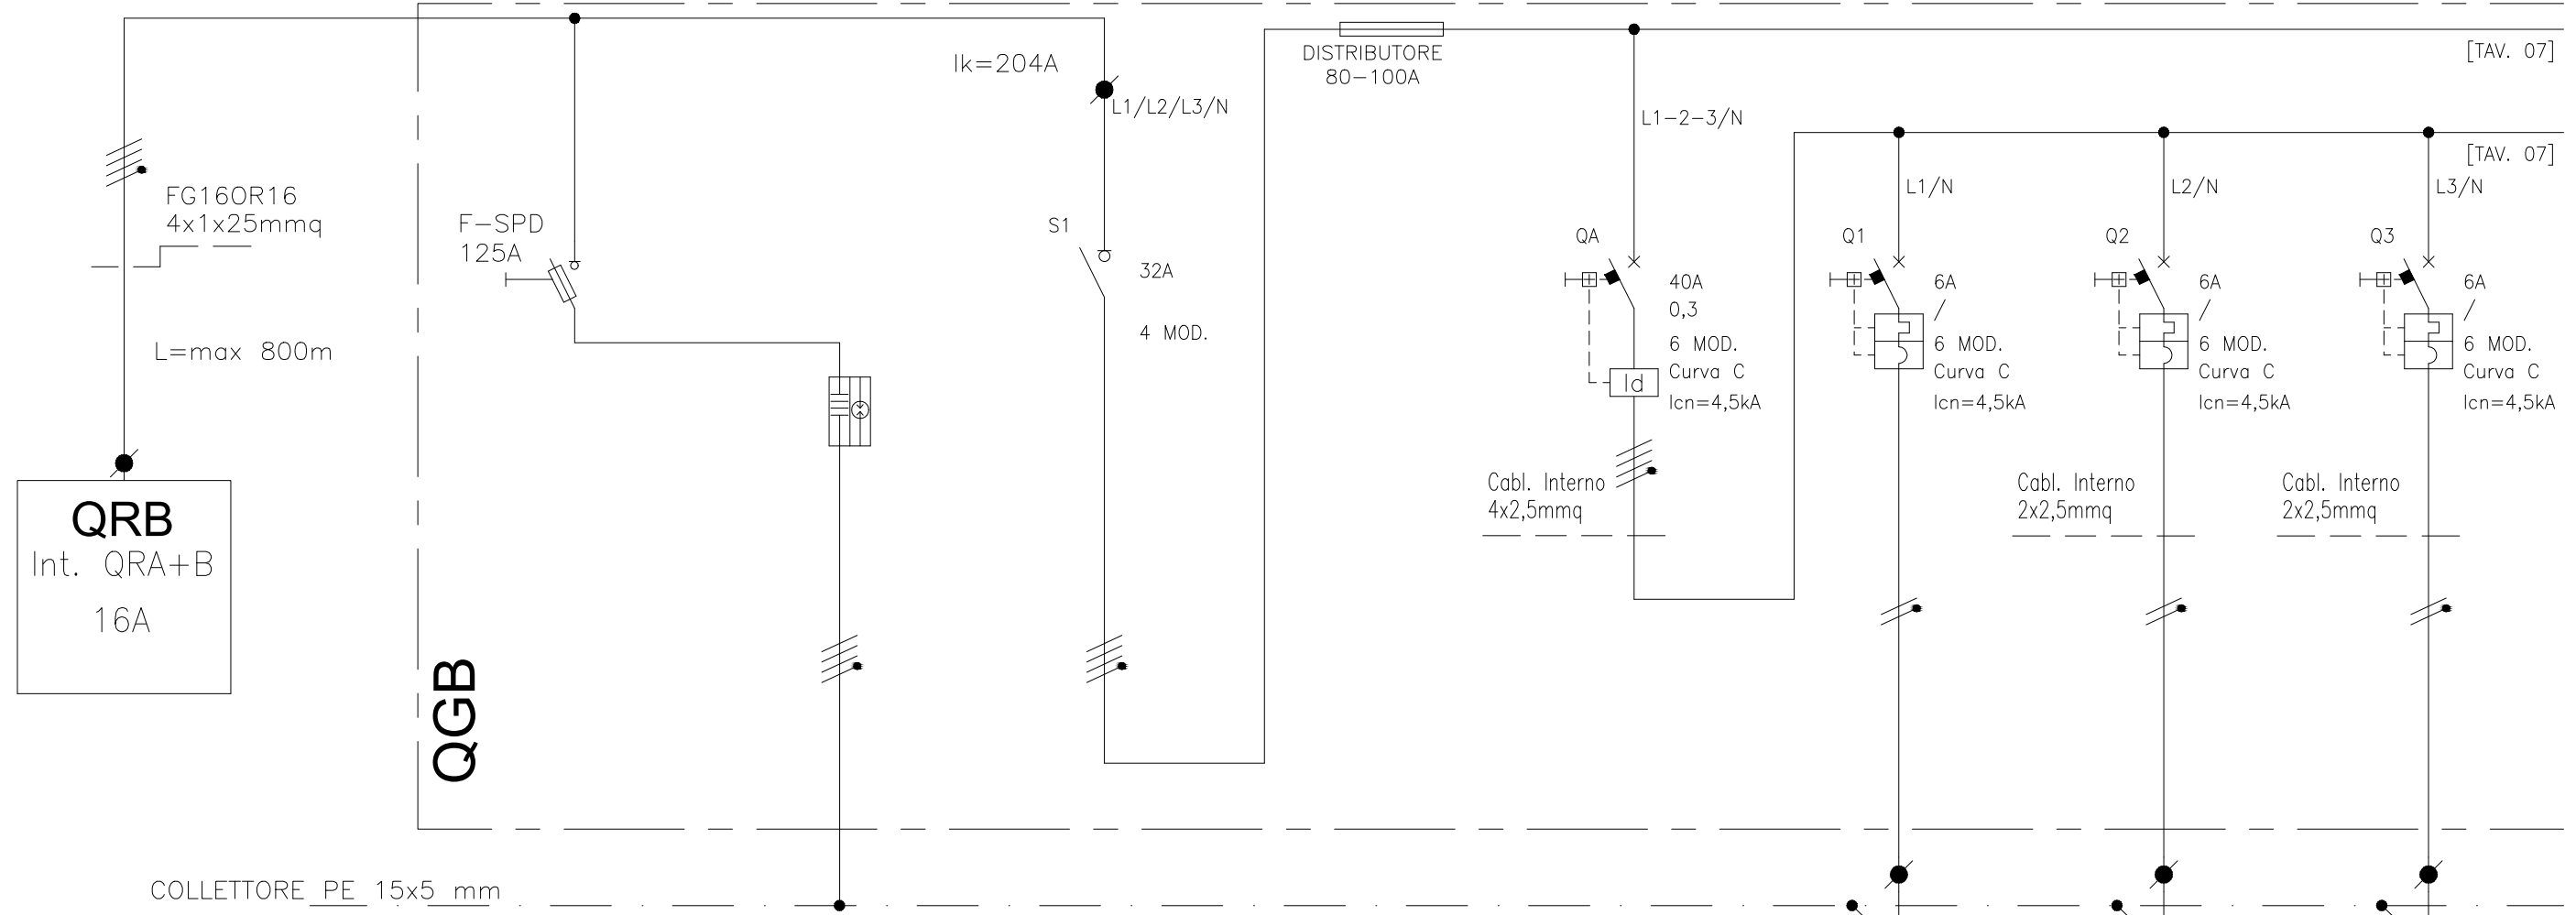 FG16OR16
4x1x25mmq
L=max 800m
QRB
Int. QRA+B
16A
QGB
F-SPD
125A
Ik=204A
L1/L2/L3/N
S1
32A
4 MOD.
DISTRIBUTORE
80-100A
[TAV. 07]
L1-2-3/N
[TAV. 07]
QA
40A
0,3
6 MOD.
Curva C
Icn=4,5kA
Id
Cabl. Interno
4x2,5mmq
L1/N
Q1
6A
/
6 MOD.
Curva C
Icn=4,5kA
L2/N
Q2
6A
/
6 MOD.
Curva C
Icn=4,5kA
Cabl. Interno
2x2,5mmq
L3/N
Q3
6A
/
6 MOD.
Curva C
Icn=4,5kA
Cabl. Interno
2x2,5mmq
COLLETTORE PE 15x5 mm